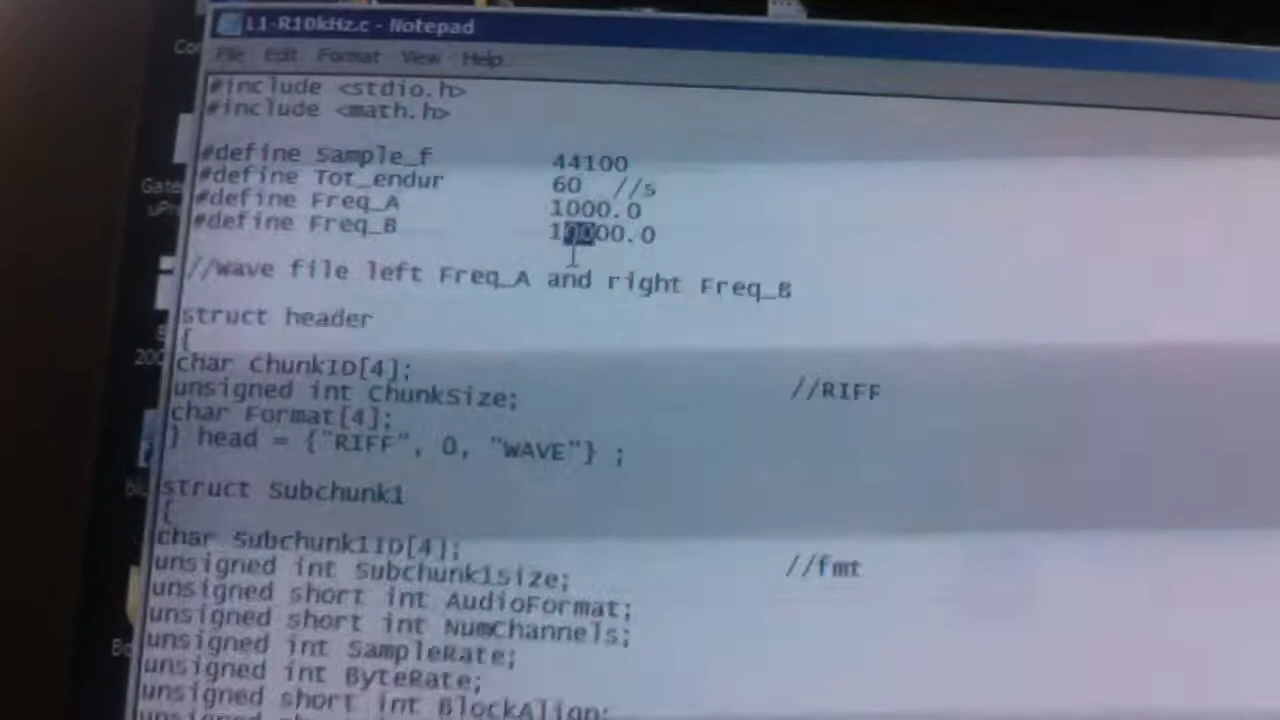 L1-R10kHz.c - Notepad
File Edit Format View Help
#include <stdio.h>
#include <math.h>
#define Sample_f 44100
#define Tot_endur 60 //s
#define Freq_A 1000.0
#define Freq_B 10000.0
//wave file left Freq_A and right Freq_B
struct header
{
char ChunkID[4]; //RIFF
unsigned int ChunkSize;
char Format[4];
} head = {"RIFF", 0, "WAVE"} ;
struct Subchunk1
{
char Subchunk1ID[4]; //fmt
unsigned int Subchunk1Size;
unsigned short int AudioFormat;
unsigned short int NumChannels;
unsigned int SampleRate;
unsigned int ByteRate;
unsigned short int BlockAlign;